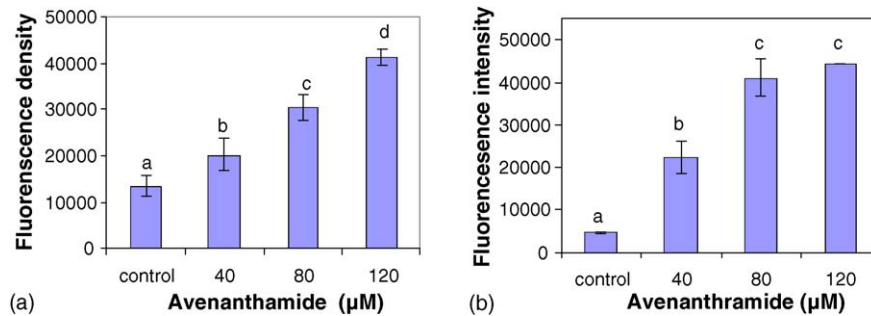 Fluorenscence density
50000
40000
30000
20000
10000
0
a
b
c
d
control 40 80 120
Avenanthamide (µM)
(a)
Fluorencesence intensity
50000
40000
30000
20000
10000
0
a
b
c
c
control 40 80 120
Avenanthramide (µM)
(b)